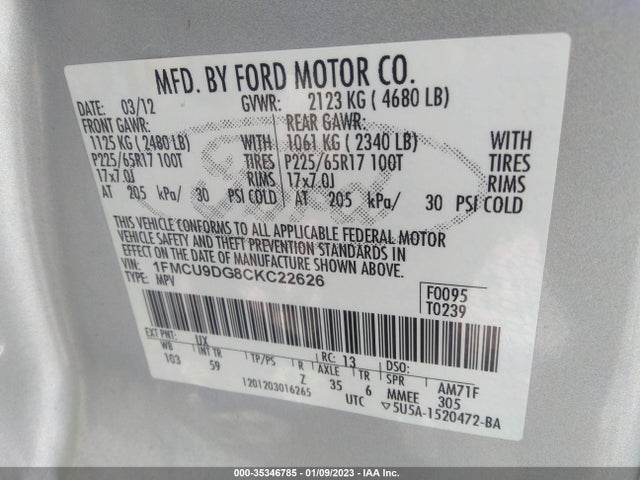 MFD. BY FORD MOTOR CO.
DATE: 03/12 GVWR: 2123 KG ( 4680 LB)
FRONT GAWR: REAR GAWR:
1125 KG ( 2480 LB) WITH 1061 KG ( 2340 LB) WITH
P225/65R17 100T TIRES P225/65R17 100T TIRES
17x7.0J RIMS 17x7.0J RIMS
AT 205 kPa/ 30 PSI COLD AT 205 kPa/ 30 PSI COLD
THIS VEHICLE CONFORMS TO ALL APPLICABLE FEDERAL MOTOR
VEHICLE SAFETY AND THEFT PREVENTION STANDARDS IN
EFFECT ON THE DATE OF MANUFACTURE SHOWN ABOVE.
VIN: 1FMCU9DG8CKC22626
TYPE: MPV
F0095
T0239
EXT PNT: UX RC: 13 DSO:
WB INT TR TP/PS R AXLE TR SPR AM71F
103 59 Z 35 6 MMEE 305
1201203016265 UTC 5U5A-1520472-BA
Ford
000-35346785 - 01/09/2023 - IAA Inc.